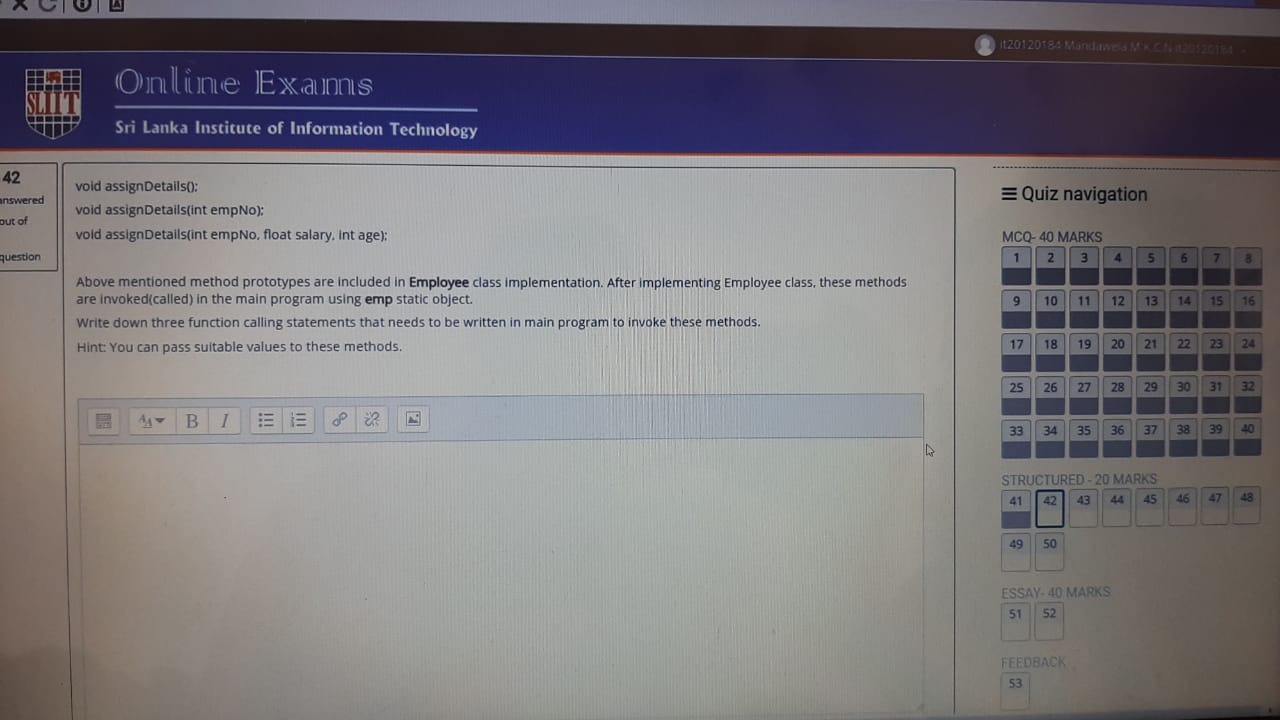 it20120184 Mandawela M.K.C.N it20120184
SLIIT
Online Exams
Sri Lanka Institute of Information Technology
42
answered
out of
question
void assignDetails();
void assignDetails(int empNo);
void assignDetails(int empNo, float salary, int age);
Above mentioned method prototypes are included in Employee class implementation. After implementing Employee class, these methods
are invoked(called) in the main program using emp static object.
Write down three function calling statements that needs to be written in main program to invoke these methods.
Hint: You can pass suitable values to these methods.
B I
Quiz navigation
MCQ- 40 MARKS
1 2 3 4 5 6 7 8
9 10 11 12 13 14 15 16
17 18 19 20 21 22 23 24
25 26 27 28 29 30 31 32
33 34 35 36 37 38 39 40
STRUCTURED - 20 MARKS
41 42 43 44 45 46 47 48
49 50
ESSAY- 40 MARKS
51 52
FEEDBACK
53